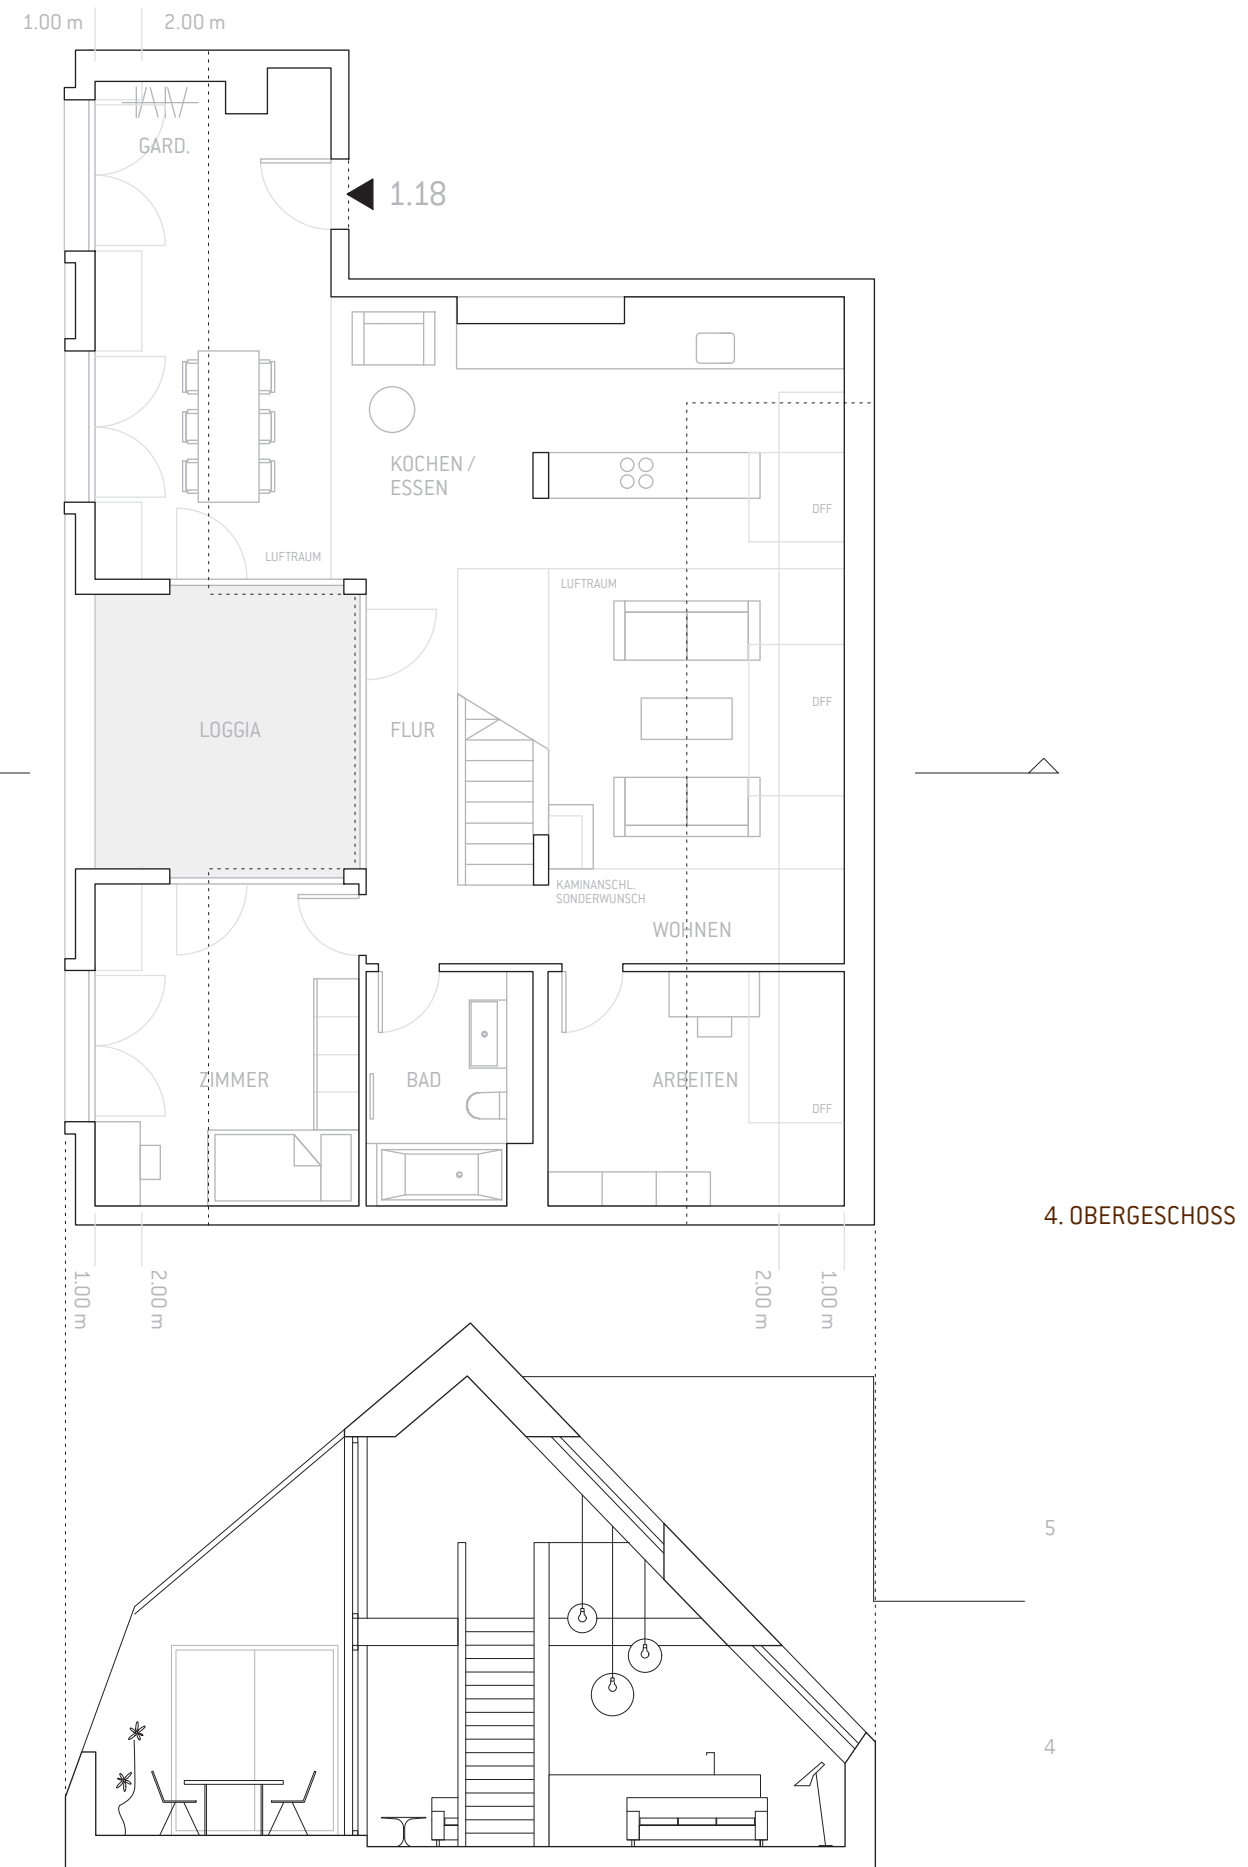 1.00 m
2.00 m
GARD.
1.18
KOCHEN /
ESSEN
DFF
LUFTRAUM
LUFTRAUM
DFF
LOGGIA
FLUR
KAMINANSCHL.
SONDERWUNSCH
WOHNEN
ZIMMER
BAD
ARBEITEN
DFF
4. OBERGESCHOSS
1.00 m
2.00 m
2.00 m
1.00 m
5
4